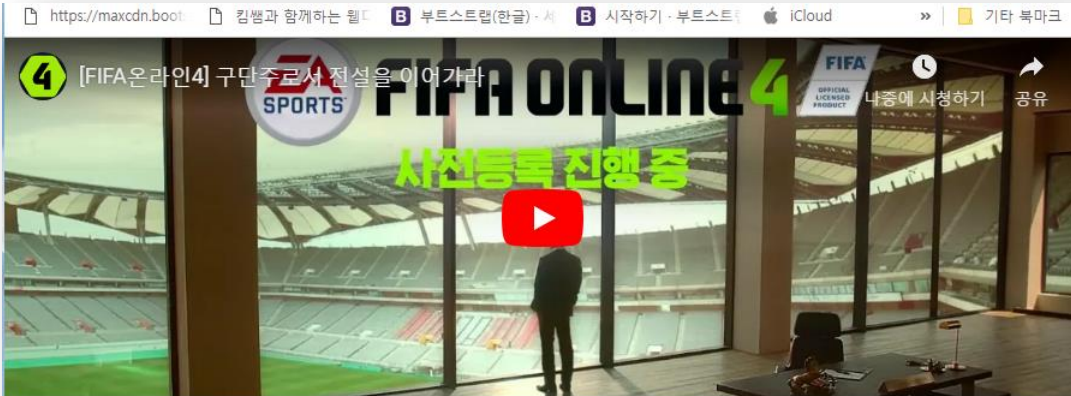 https://maxcdn.boot 킴쌤과 함께하는 웹 부트스트랩(한글) · 시작하기 · 부트스트 iCloud » 기타 북마크
4 [FIFA온라인4] 구단주로서 전설을 이어가라
EA SPORTS FIFA ONLINE 4
FIFA OFFICIAL LICENSED PRODUCT
나중에 시청하기 공유
사전등록 진행 중